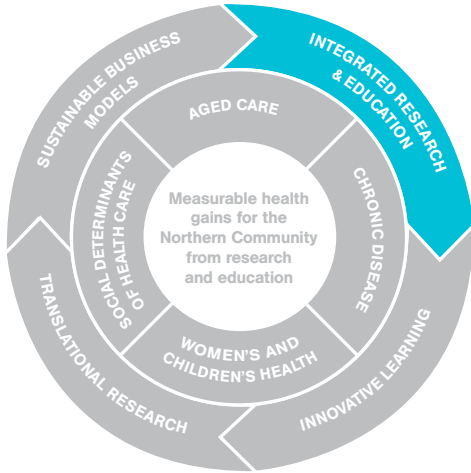 SUSTAINABLE BUSINESS
MODELS
INTEGRATED RESEARCH
& EDUCATION
AGED CARE
SOCIAL DETERMINANTS
OF HEALTH CARE
CHRONIC DISEASE
Measurable health
gains for the
Northern Community
from research
and education
WOMEN'S AND
CHILDREN'S HEALTH
TRANSLATIONAL RESEARCH
INNOVATIVE LEARNING